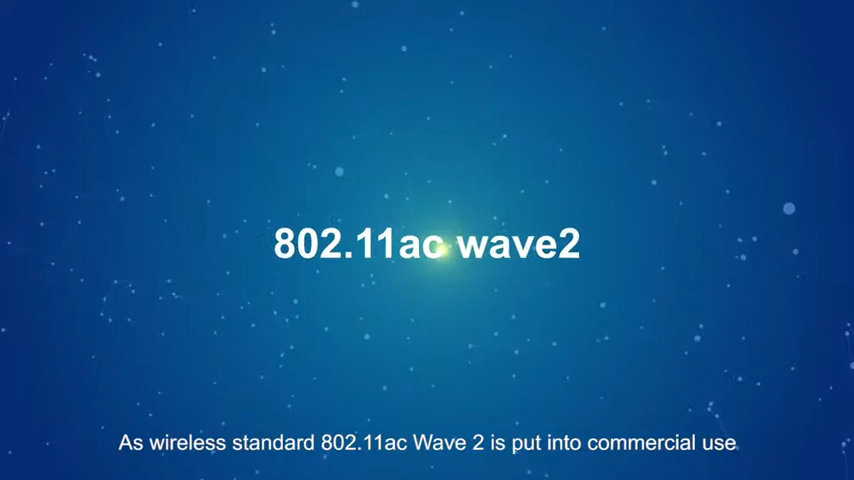 802.11ac wave2
As wireless standard 802.11ac Wave 2 is put into commercial use